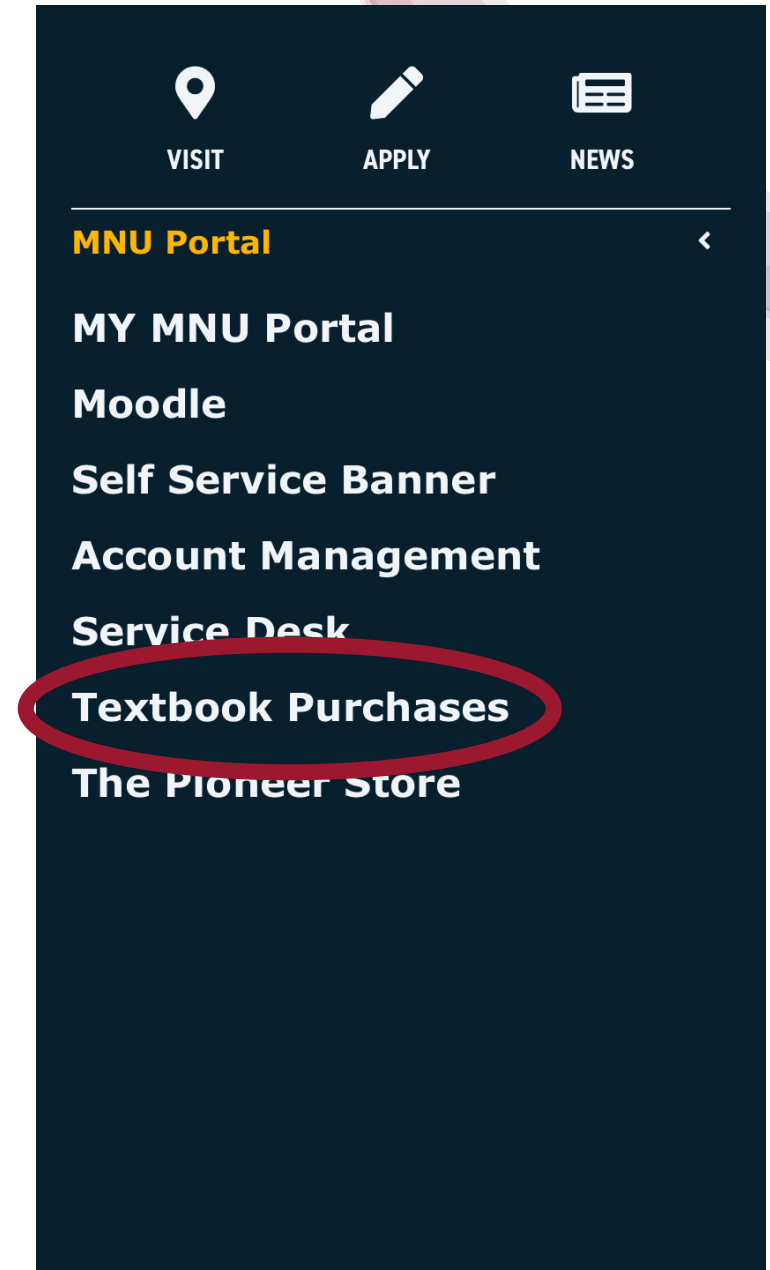 VISIT APPLY NEWS
MNU Portal
MY MNU Portal
Moodle
Self Service Banner
Account Management
Service Desk
Textbook Purchases
The Pioneer Store